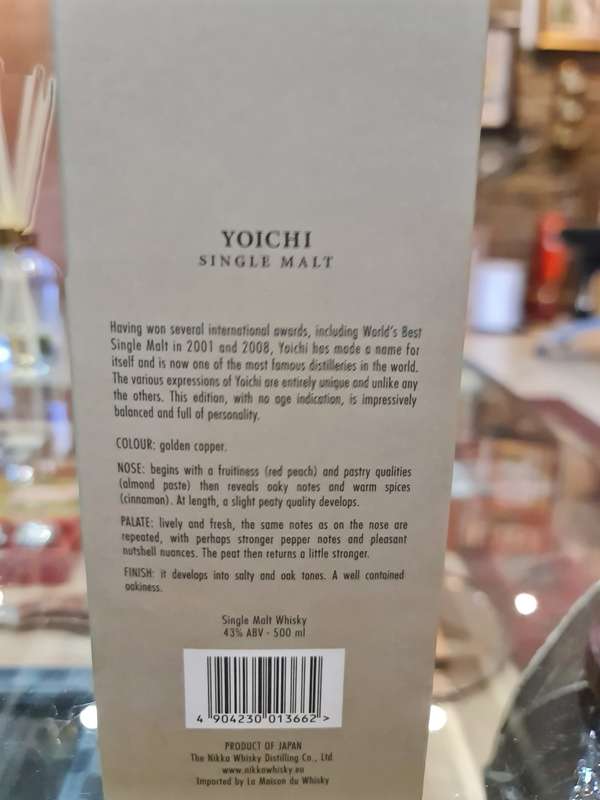 YOICHI
SINGLE MALT
Having won several international awards, including World's Best
Single Malt in 2001 and 2008, Yoichi has made a name for
itself and is now one of the most famous distilleries in the world.
The various expressions of Yoichi are entirely unique and unlike any
the others. This edition, with no age indication, is impressively
balanced and full of personality.
COLOUR: golden copper.
NOSE: begins with a fruitiness (red peach) and pastry qualities
(almond paste) then reveals oaky notes and warm spices
(cinnamon). At length, a slight peaty quality develops.
PALATE: lively and fresh, the same notes as on the nose are
repeated, with perhaps stronger pepper notes and pleasant
nutshell nuances. The peat then returns a little stronger.
FINISH: it develops into salty and oak tones. A well contained
oakiness.
Single Malt Whisky
43% ABV - 500 ml
4 904230 013662 >
PRODUCT OF JAPAN
The Nikka Whisky Distilling Co., Ltd
www.nikkawhisky.eu
Imported by La Maison du Whisky